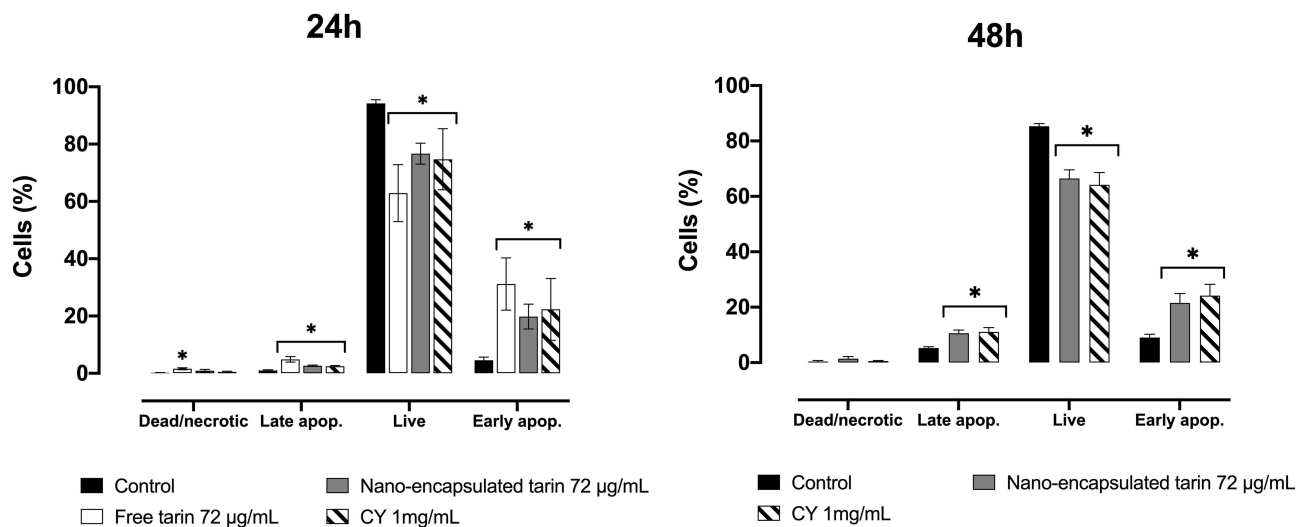 24h
Cells (%)
100
80
60
40
20
0
*
*
*
*
Dead/necrotic Late apop. Live Early apop.
Control
Nano-encapsulated tarin 72 µg/mL
Free tarin 72 µg/mL
CY 1mg/mL
48h
Cells (%)
100
80
60
40
20
0
*
*
*
Dead/necrotic Late apop. Live Early apop.
Control
Nano-encapsulated tarin 72 µg/mL
CY 1mg/mL